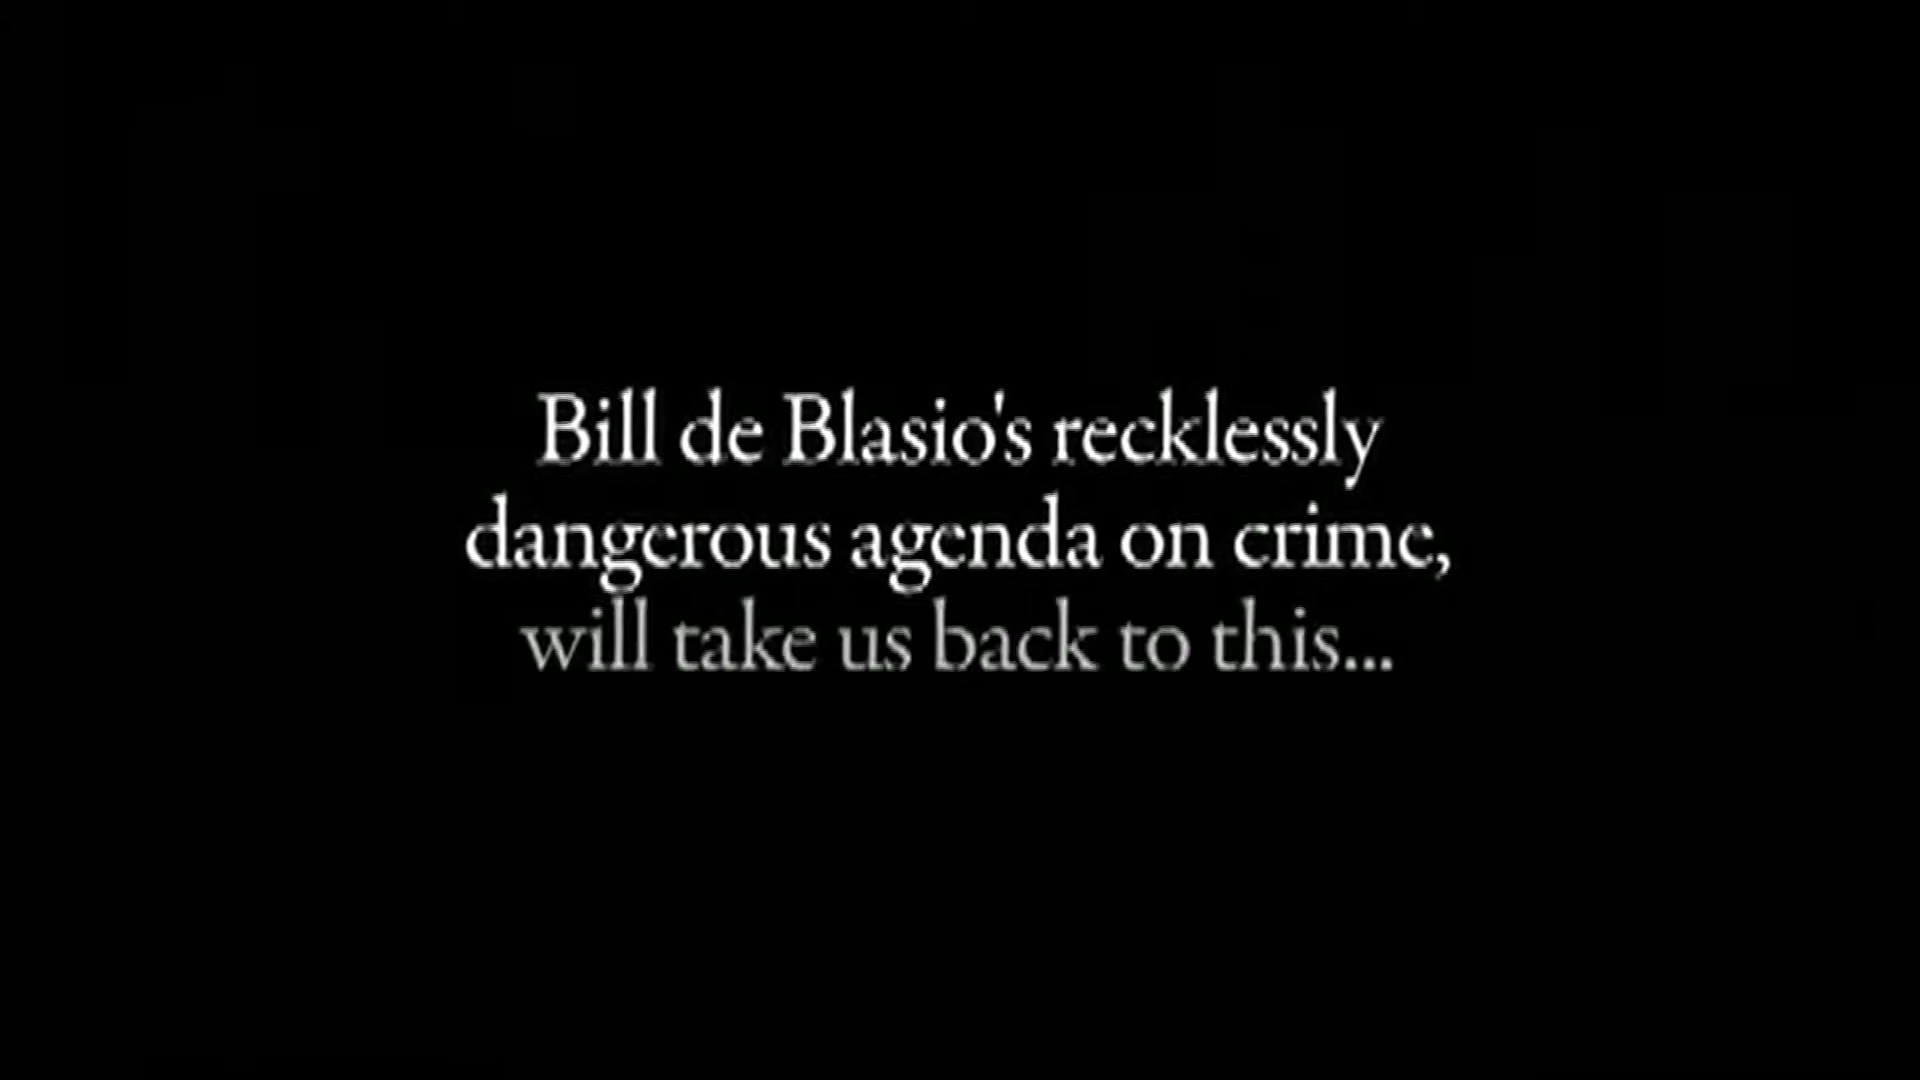 Bill de Blasio's recklessly
dangerous agenda on crime,
will take us back to this...